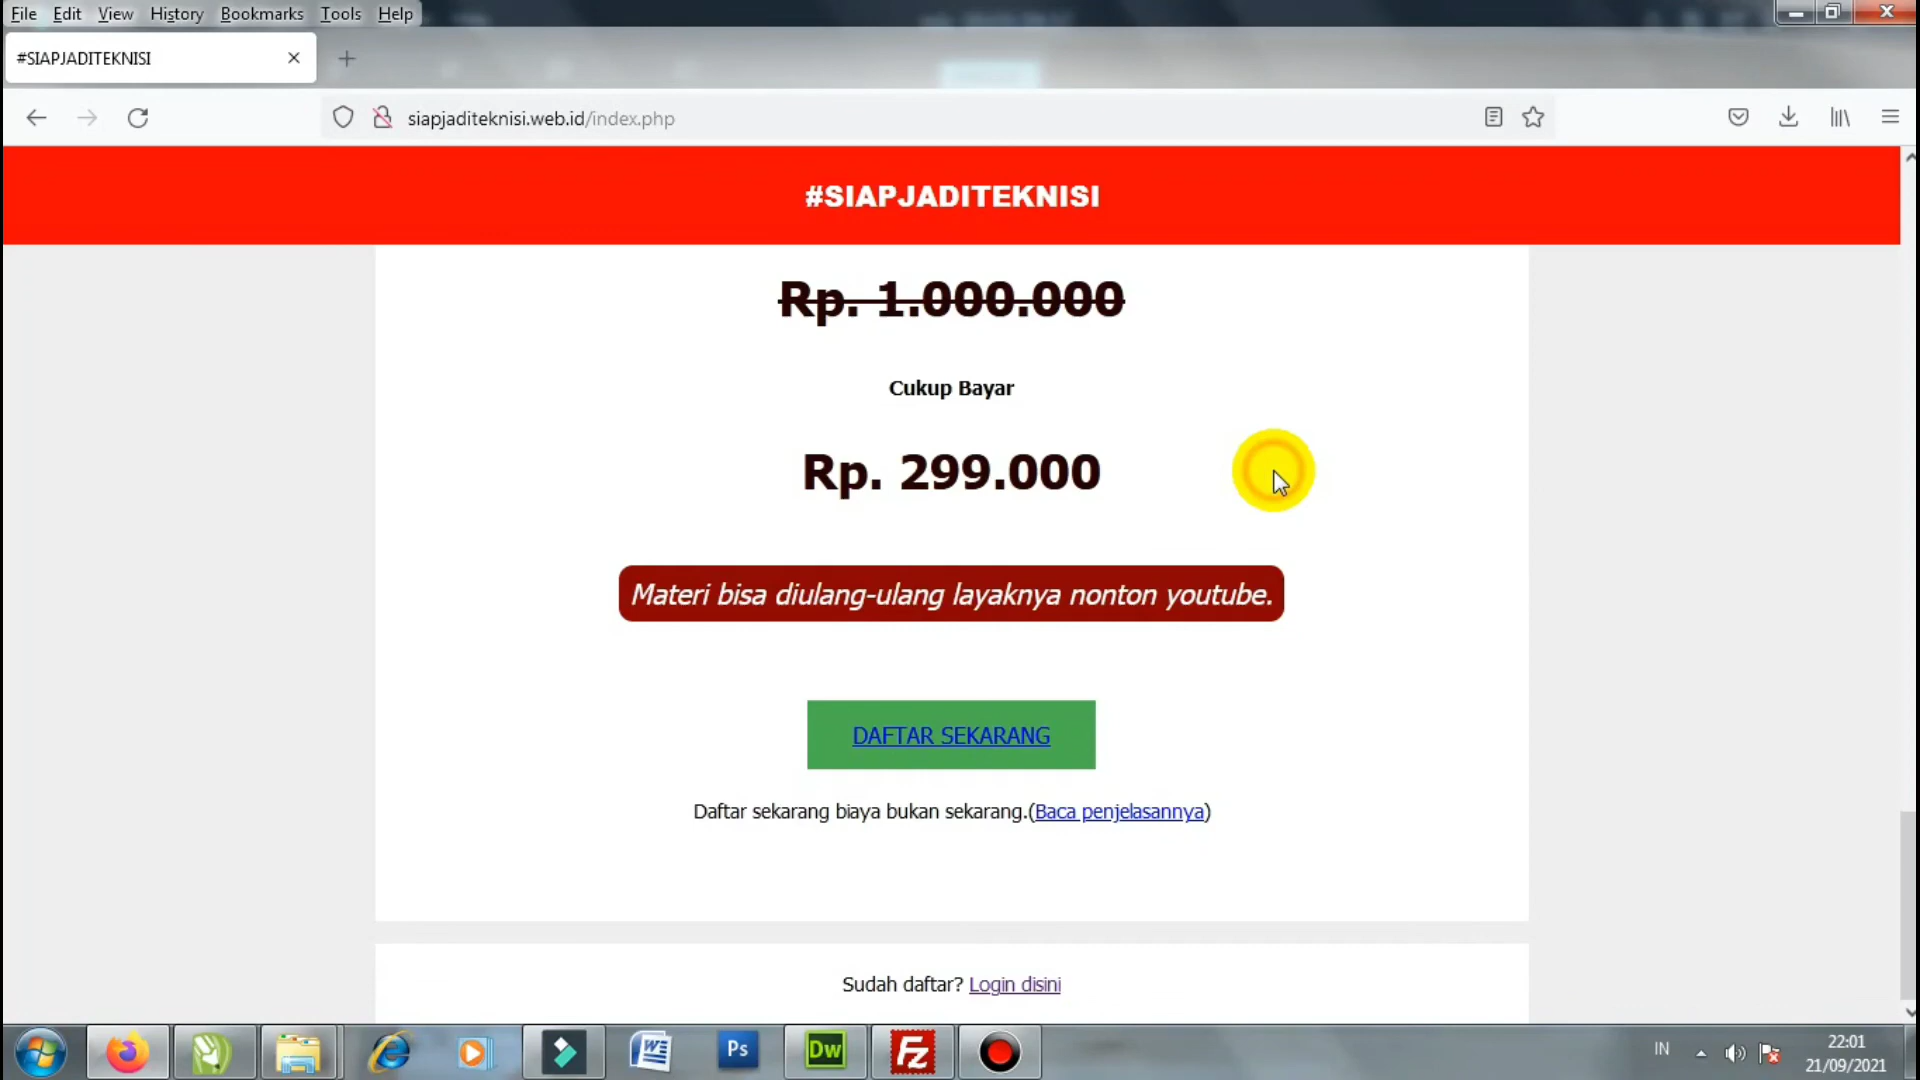 File Edit View History Bookmarks Tools Help
#SIAPJADITEKNISI
siapjaditeknisi.web.id/index.php
#SIAPJADITEKNISI
Rp. 1.000.000
Cukup Bayar
Rp. 299.000
Materi bisa diulang-ulang layaknya nonton youtube.
DAFTAR SEKARANG
Daftar sekarang biaya bukan sekarang.(Baca penjelasannya)
Sudah daftar? Login disini
Ps
Dw
Fz
IN
22:01
21/09/2021